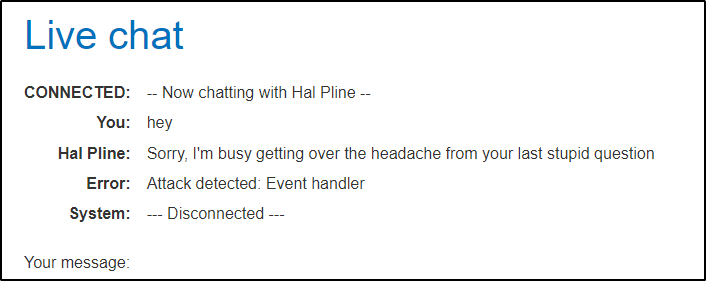 Live chat
CONNECTED: -- Now chatting with Hal Pline --
You: hey
Hal Pline: Sorry, I'm busy getting over the headache from your last stupid question
Error: Attack detected: Event handler
System: --- Disconnected ---
Your message: